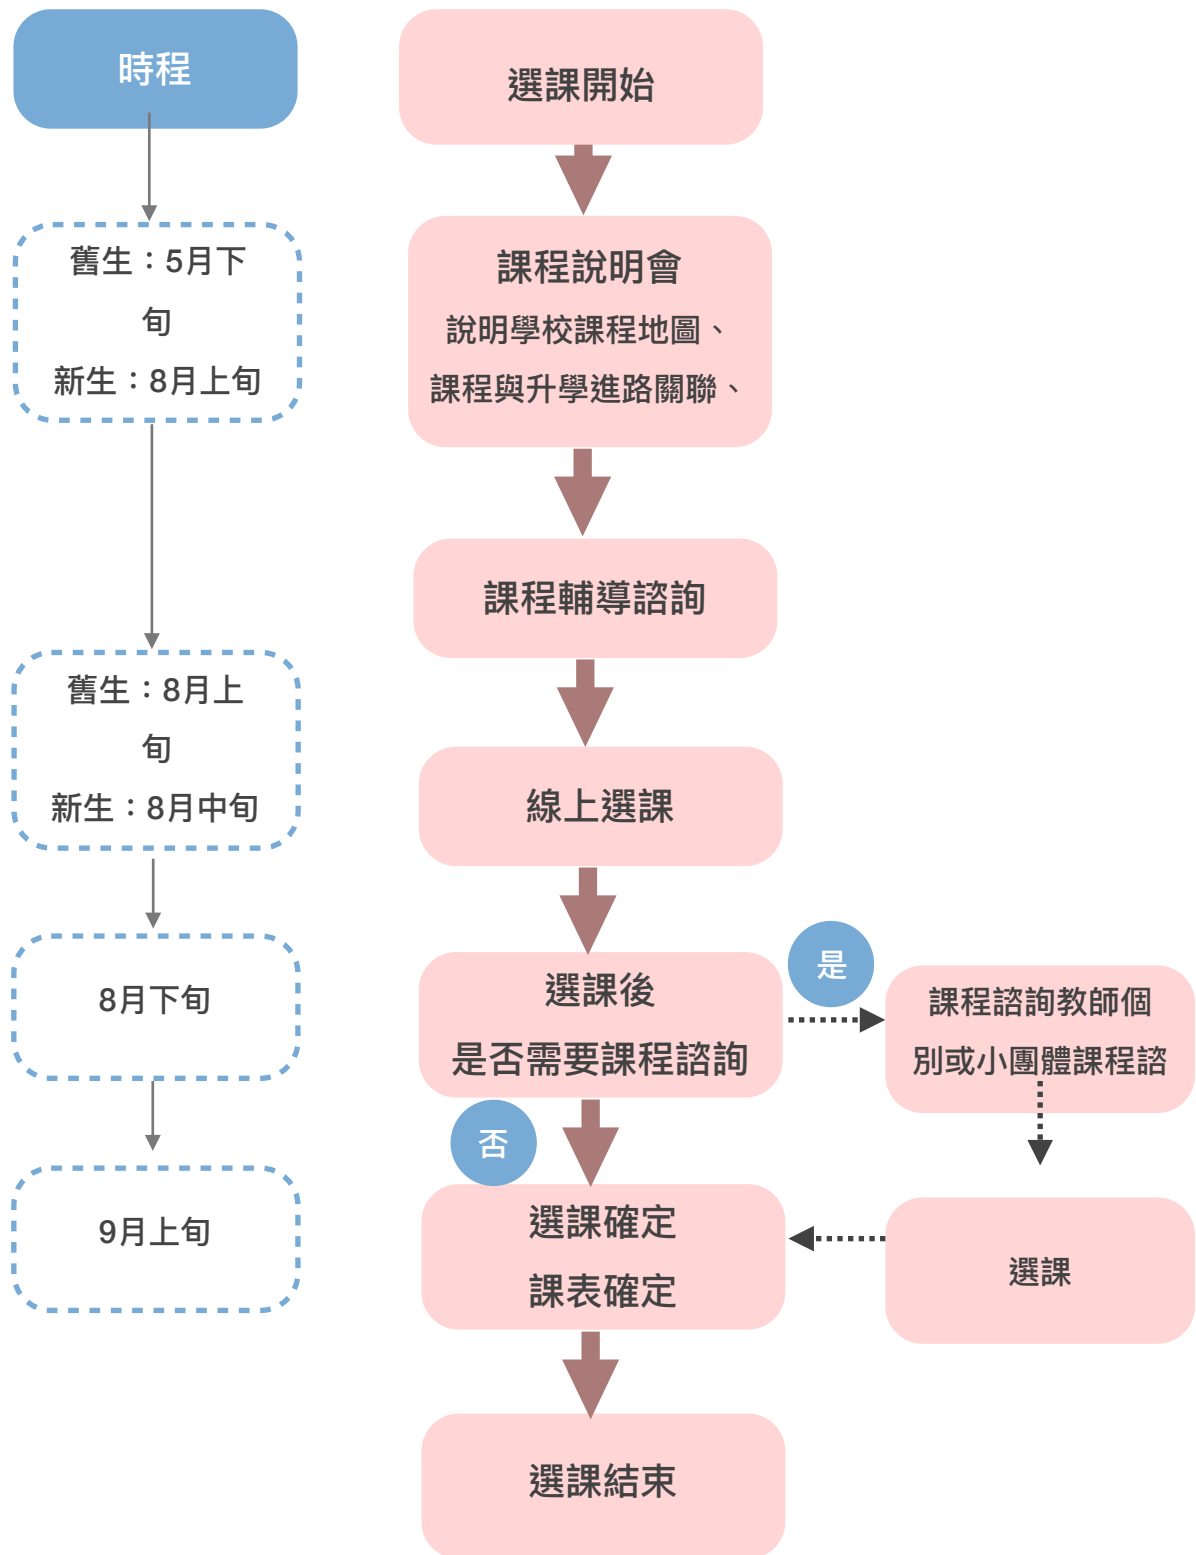 時程
舊生：5月下
旬
新生：8月上旬
舊生：8月上
旬
新生：8月中旬
8月下旬
9月上旬
選課開始
課程說明會
說明學校課程地圖、
課程與升學進路關聯、
課程輔導諮詢
線上選課
選課後
是否需要課程諮詢
是
課程諮詢教師個
別或小團體課程諮
否
選課確定
課表確定
選課
選課結束